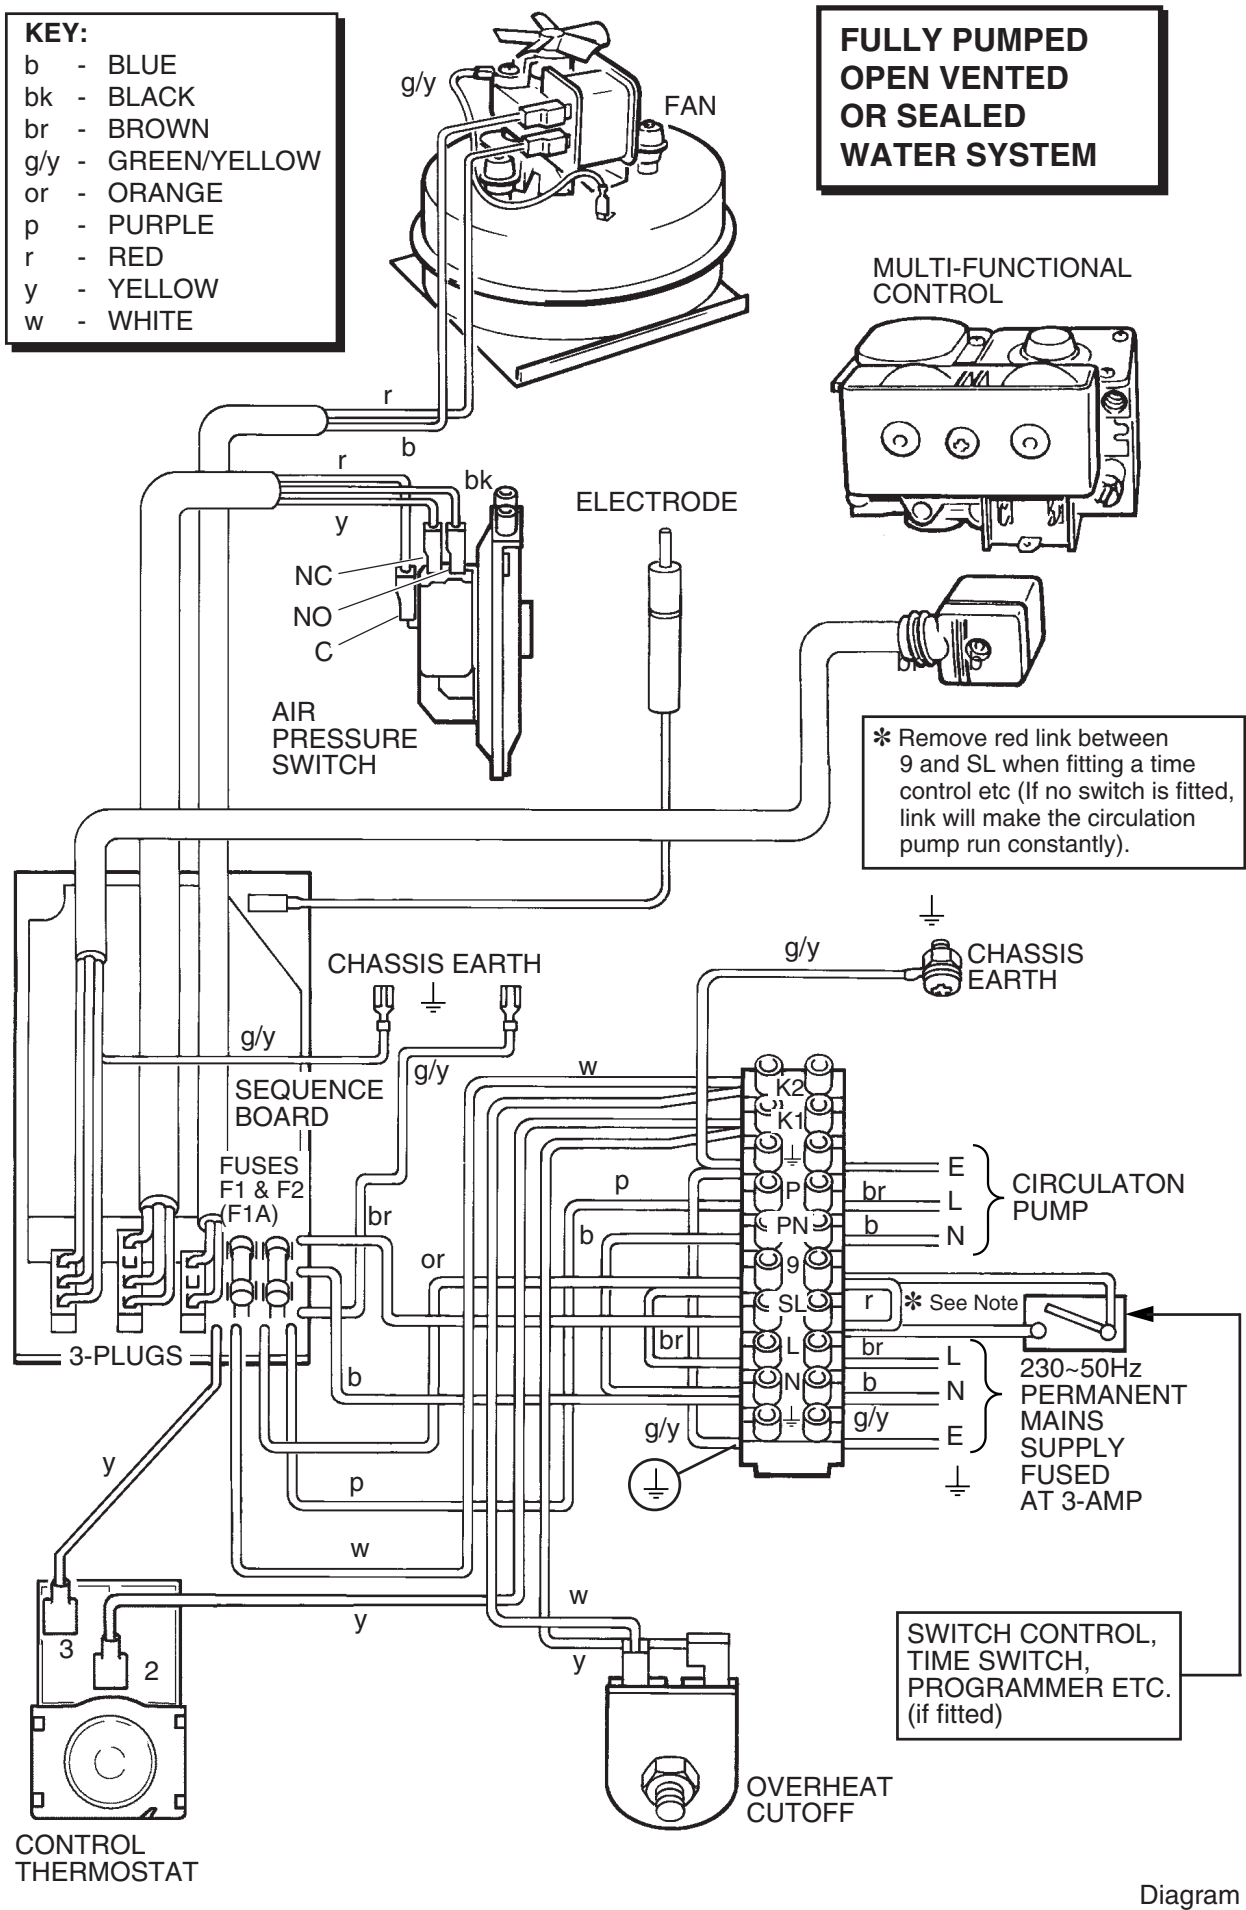 KEY:
b - BLUE
bk - BLACK
br - BROWN
g/y - GREEN/YELLOW
or - ORANGE
p - PURPLE
r - RED
y - YELLOW
w - WHITE
g/y
FAN
FULLY PUMPED
OPEN VENTED
OR SEALED
WATER SYSTEM
MULTI-FUNCTIONAL
CONTROL
r
b
r
bk
y
NC
NO
C
AIR
PRESSURE
SWITCH
ELECTRODE
br
b
✻ Remove red link between
9 and SL when fitting a time
control etc (If no switch is fitted,
link will make the circulation
pump run constantly).
CHASSIS EARTH
g/y
g/y
g/y
CHASSIS
EARTH
SEQUENCE
BOARD
FUSES
F1 & F2
(F1A)
3-PLUGS
w
p
br
b
or
br
b
g/y
p
w
y
y
w
y
K2
K1
P
PN
9
SL
L
N
E
br L
b N
CIRCULATON
PUMP
r ✻ See Note
br L
b N
g/y E
230~50Hz
PERMANENT
MAINS
SUPPLY
FUSED
AT 3-AMP
3
2
CONTROL
THERMOSTAT
OVERHEAT
CUTOFF
SWITCH CONTROL,
TIME SWITCH,
PROGRAMMER ETC.
(if fitted)
Diagram